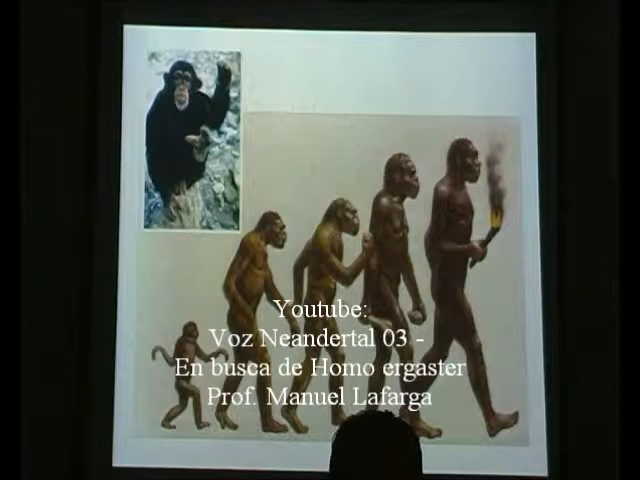 Youtube:
Voz Neandertal 03 -
En busca de Homo ergaster
Prof. Manuel Lafarga